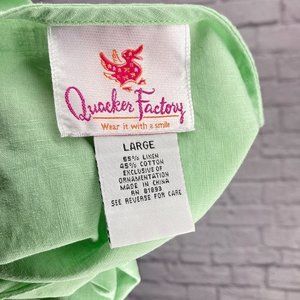 Quacker Factory
Wear it with a smile
LARGE
55% LINEN
45% COTTON
EXCLUSIVE OF
ORNAMENTATION
MADE IN CHINA
RN 81893
SEE REVERSE FOR CARE